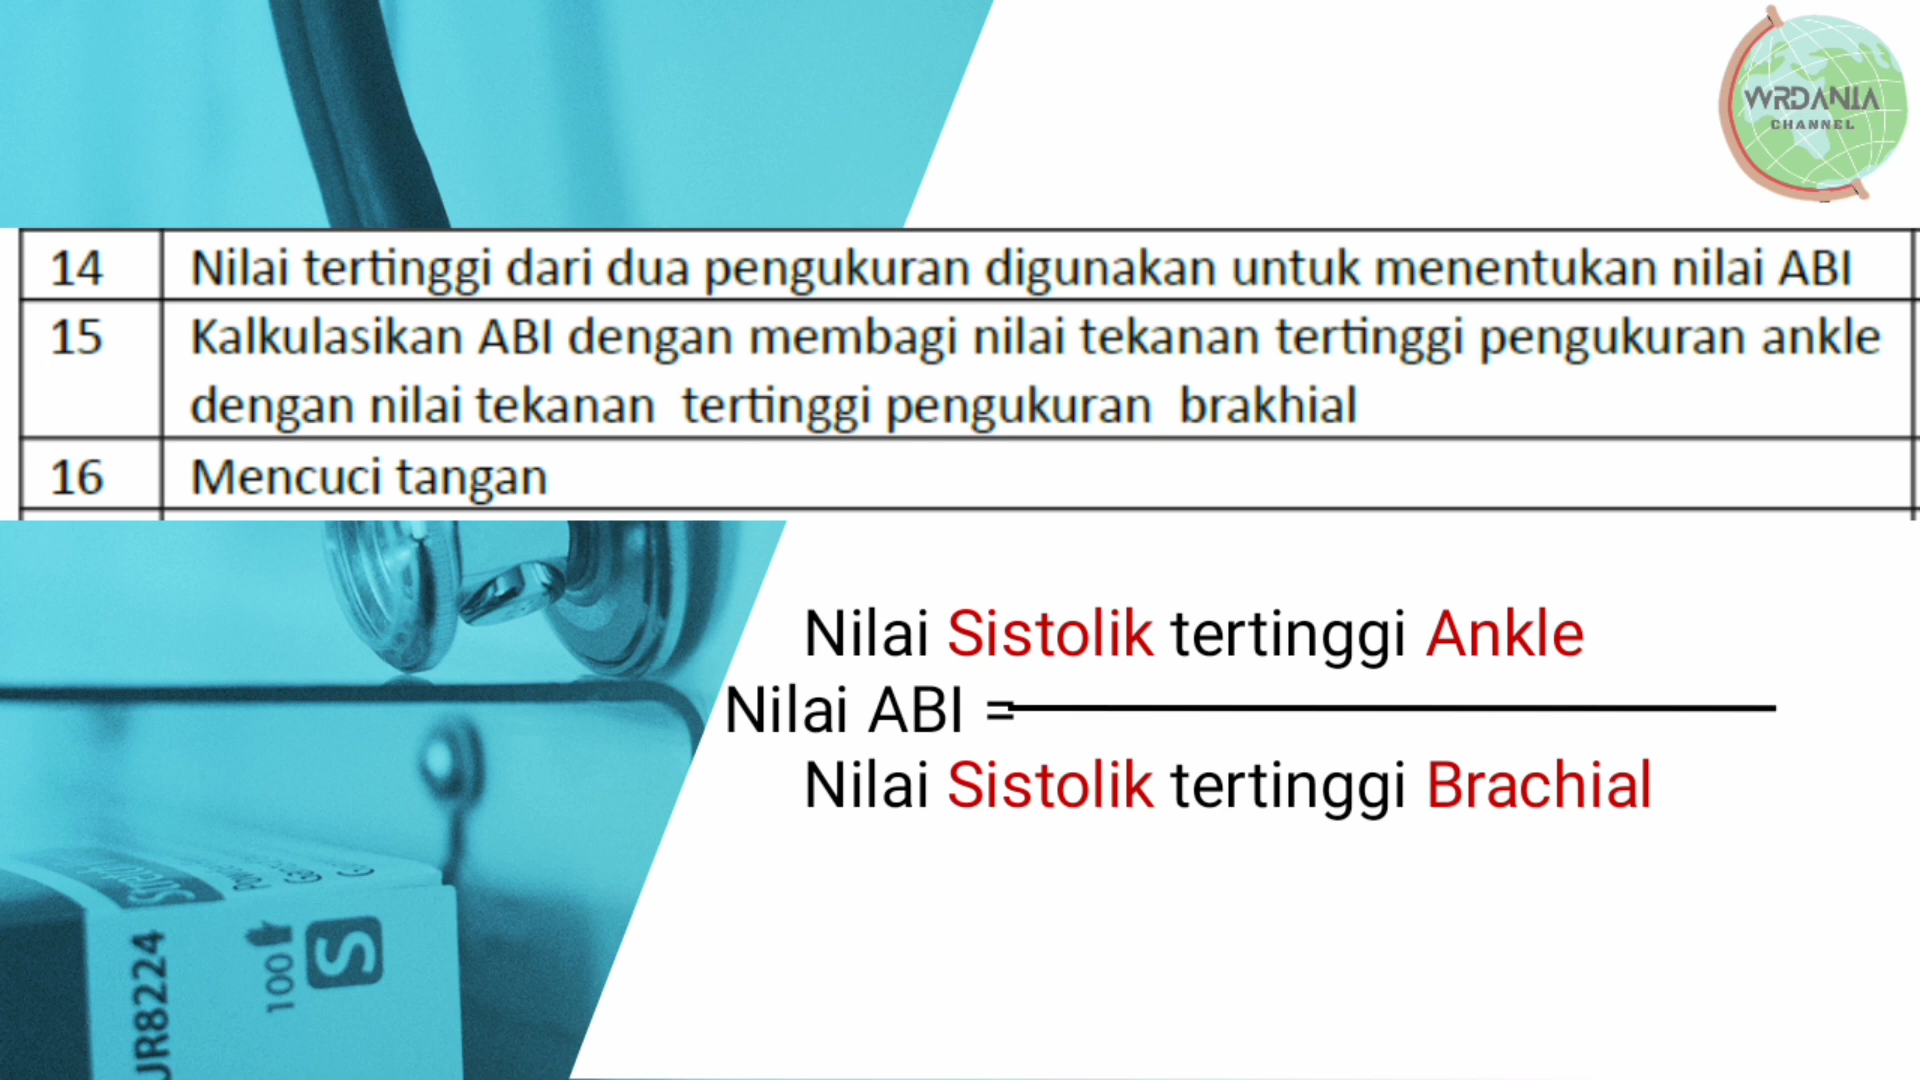 WRDANIA
CHANNEL
14 Nilai tertinggi dari dua pengukuran digunakan untuk menentukan nilai ABI
15 Kalkulasikan ABI dengan membagi nilai tekanan tertinggi pengukuran ankle
dengan nilai tekanan tertinggi pengukuran brakhial
16 Mencuci tangan
Nilai Sistolik tertinggi Ankle
Nilai ABI =
Nilai Sistolik tertinggi Brachial
100
S
UR8224